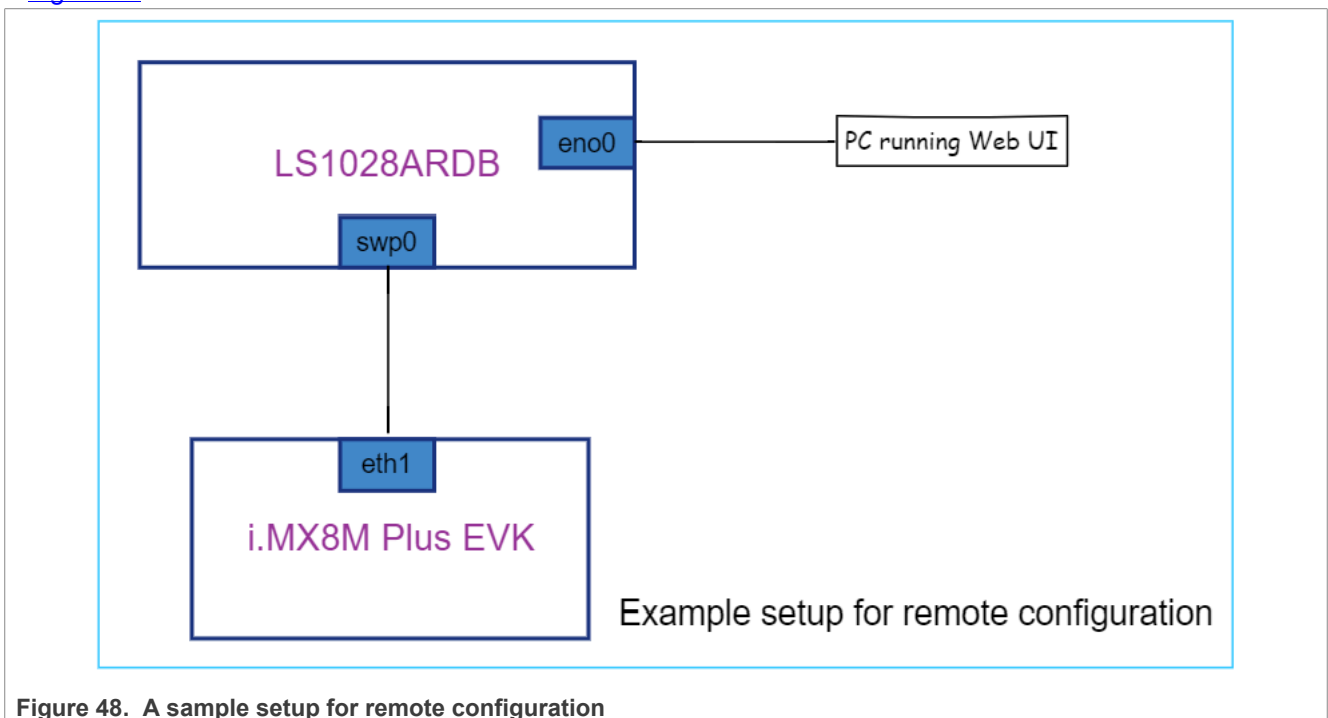 eno0
PC running Web UI
LS1028ARDB
swp0
eth1
i.MX8M Plus EVK
Example setup for remote configuration
Figure 48. A sample setup for remote configuration